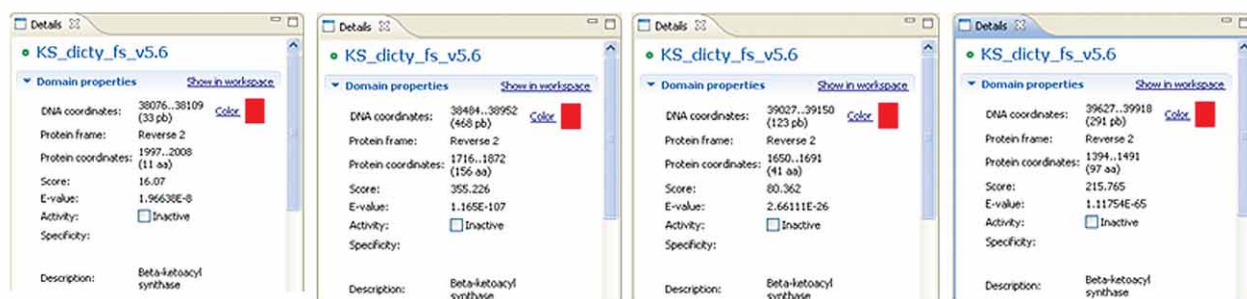 Details
KS_dicty_fs_v5.6
Domain properties Show in workspace
DNA coordinates: 38076..38109 Color
(33 pb)
Protein frame: Reverse 2
Protein coordinates: 1997..2008
(11 aa)
Score: 16.07
E-value: 1.96638E-8
Activity: Inactive
Specificity:
Description: Beta-ketoacyl
synthase
Details
KS_dicty_fs_v5.6
Domain properties Show in workspace
DNA coordinates: 38484..38952 Color
(468 pb)
Protein frame: Reverse 2
Protein coordinates: 1716..1872
(156 aa)
Score: 355.226
E-value: 1.165E-107
Activity: Inactive
Specificity:
Description: Beta-ketoacyl
synthase
Details
KS_dicty_fs_v5.6
Domain properties Show in workspace
DNA coordinates: 39027..39150 Color
(123 pb)
Protein frame: Reverse 2
Protein coordinates: 1650..1691
(41 aa)
Score: 80.362
E-value: 2.66111E-26
Activity: Inactive
Specificity:
Description: Beta-ketoacyl
synthase
Details
KS_dicty_fs_v5.6
Domain properties Show in workspace
DNA coordinates: 39627..39918 Color
(291 pb)
Protein frame: Reverse 2
Protein coordinates: 1394..1491
(97 aa)
Score: 215.765
E-value: 1.11754E-65
Activity: Inactive
Specificity:
Description: Beta-ketoacyl
synthase